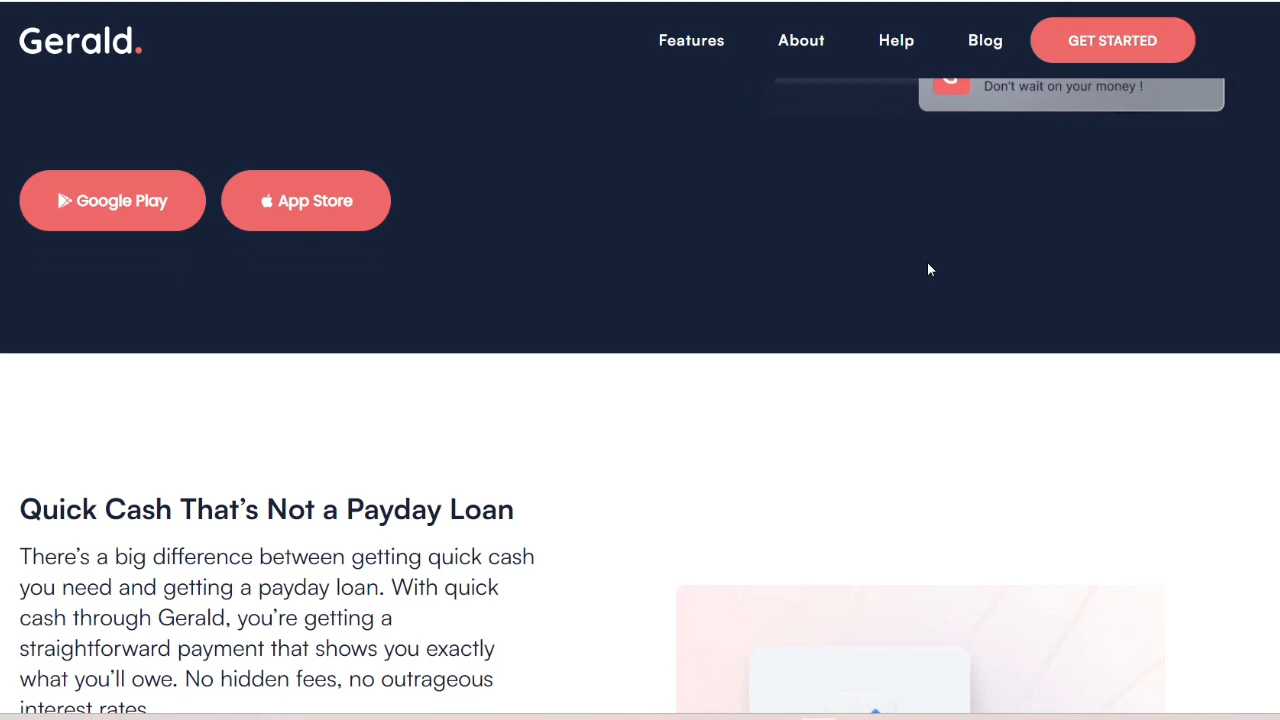 Gerald.
Features
About
Help
Blog
GET STARTED
Don't wait on your money !
Google Play
App Store
Quick Cash That's Not a Payday Loan
There's a big difference between getting quick cash
you need and getting a payday loan. With quick
cash through Gerald, you're getting a
straightforward payment that shows you exactly
what you'll owe. No hidden fees, no outrageous
interest rates